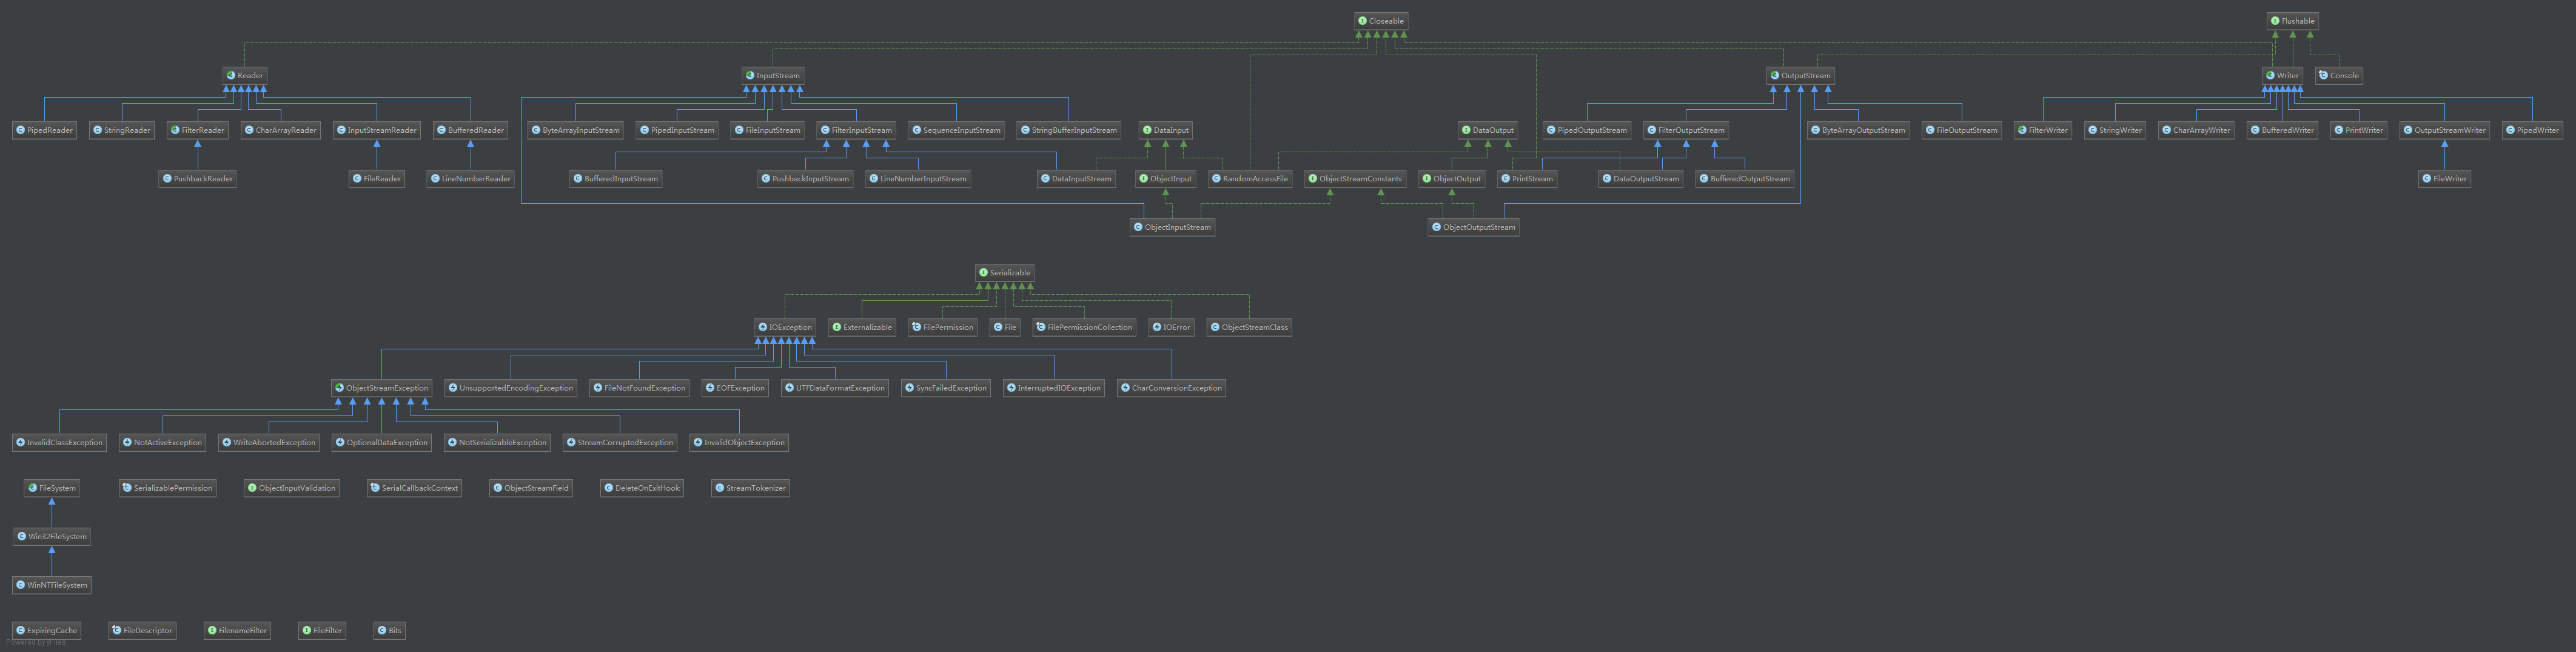 Closeable
Flushable
Reader
InputStream
OutputStream
Writer
Console
PipedReader
StringReader
FilterReader
CharArrayReader
InputStreamReader
BufferedReader
ByteArrayInputStream
PipedInputStream
FileInputStream
FilterInputStream
SequenceInputStream
StringBufferInputStream
DataInput
DataOutput
PipedOutputStream
FilterOutputStream
ByteArrayOutputStream
FileOutputStream
FilterWriter
StringWriter
CharArrayWriter
BufferedWriter
PrintWriter
OutputStreamWriter
PipedWriter
PushbackReader
FileReader
LineNumberReader
BufferedInputStream
PushbackInputStream
LineNumberInputStream
DataInputStream
ObjectInput
RandomAccessFile
ObjectStreamConstants
ObjectOutput
PrintStream
DataOutputStream
BufferedOutputStream
FileWriter
ObjectInputStream
ObjectOutputStream
Serializable
IOException
Externalizable
FilePermission
File
FilePermissionCollection
IOError
ObjectStreamClass
ObjectStreamException
UnsupportedEncodingException
FileNotFoundException
EOFException
UTFDataFormatException
SyncFailedException
InterruptedIOException
CharConversionException
InvalidClassException
NotActiveException
WriteAbortedException
OptionalDataException
NotSerializableException
StreamCorruptedException
InvalidObjectException
FileSystem
SerializablePermission
ObjectInputValidation
SerialCallbackContext
ObjectStreamField
DeleteOnExitHook
StreamTokenizer
Win32FileSystem
WinNTFileSystem
ExpiringCache
FileDescriptor
FilenameFilter
FileFilter
Bits
Powered by yFiles